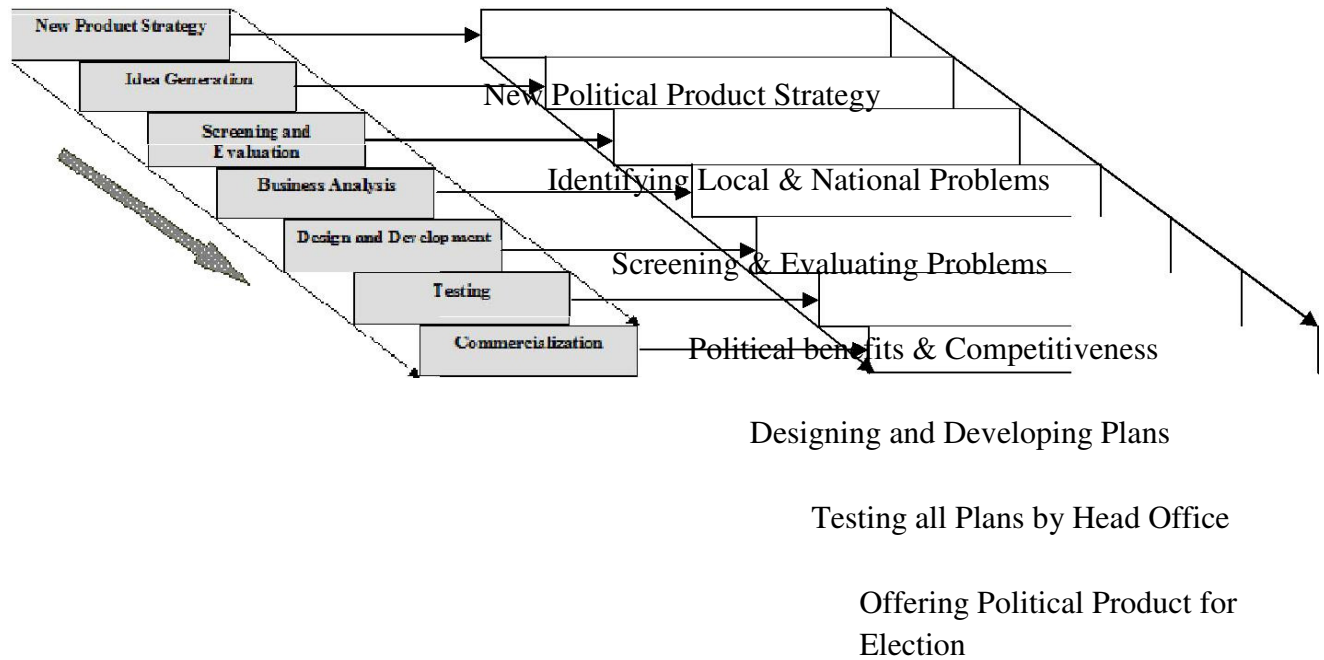 New Product Strategy
Idea Generation
Screening and
Evaluation
Business Analysis
Design and Development
Testing
Commercialization
New Political Product Strategy
Identifying Local & National Problems
Screening & Evaluating Problems
Political benefits & Competitiveness
Designing and Developing Plans
Testing all Plans by Head Office
Offering Political Product for
Election